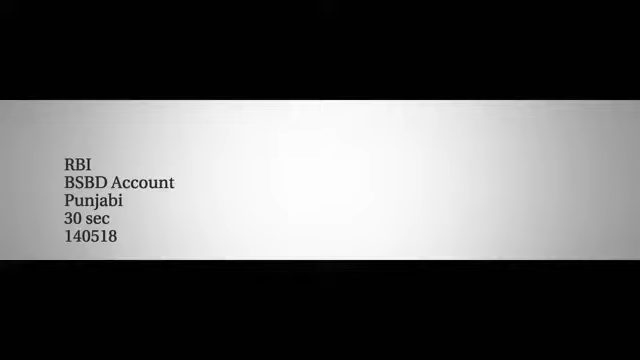 RBI
BSBD Account
Punjabi
30 sec
140518